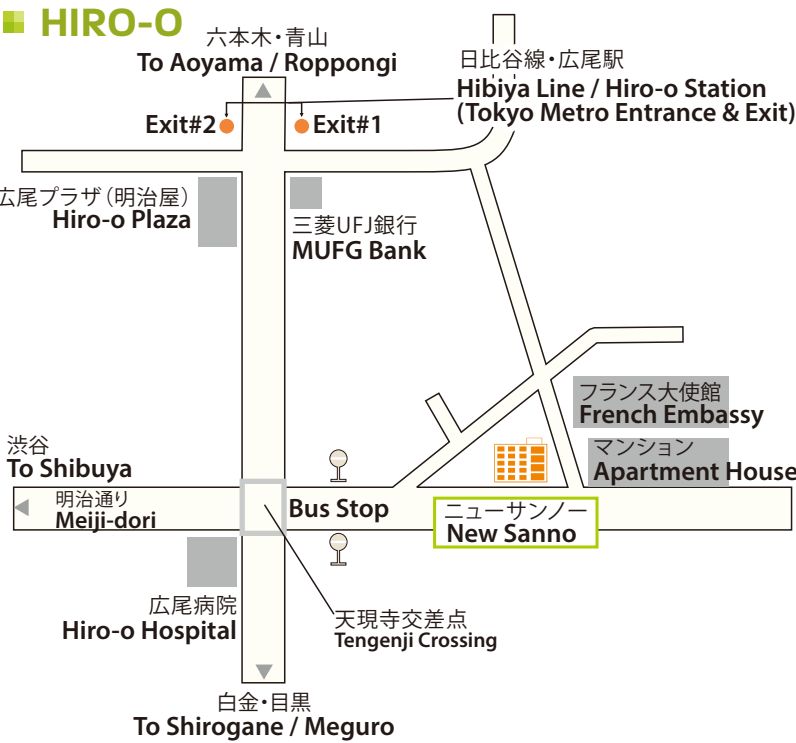 HIRO-O
六本木・青山
To Aoyama / Roppongi
日比谷線・広尾駅
Hibiya Line / Hiro-o Station
(Tokyo Metro Entrance & Exit)
Exit#2
Exit#1
広尾プラザ（明治屋）
Hiro-o Plaza
三菱UFJ銀行
MUFG Bank
フランス大使館
French Embassy
マンション
Apartment House
渋谷
To Shibuya
明治通り
Meiji-dori
Bus Stop
ニューサンノー
New Sanno
広尾病院
Hiro-o Hospital
天現寺交差点
Tengenji Crossing
白金・目黒
To Shirogane / Meguro